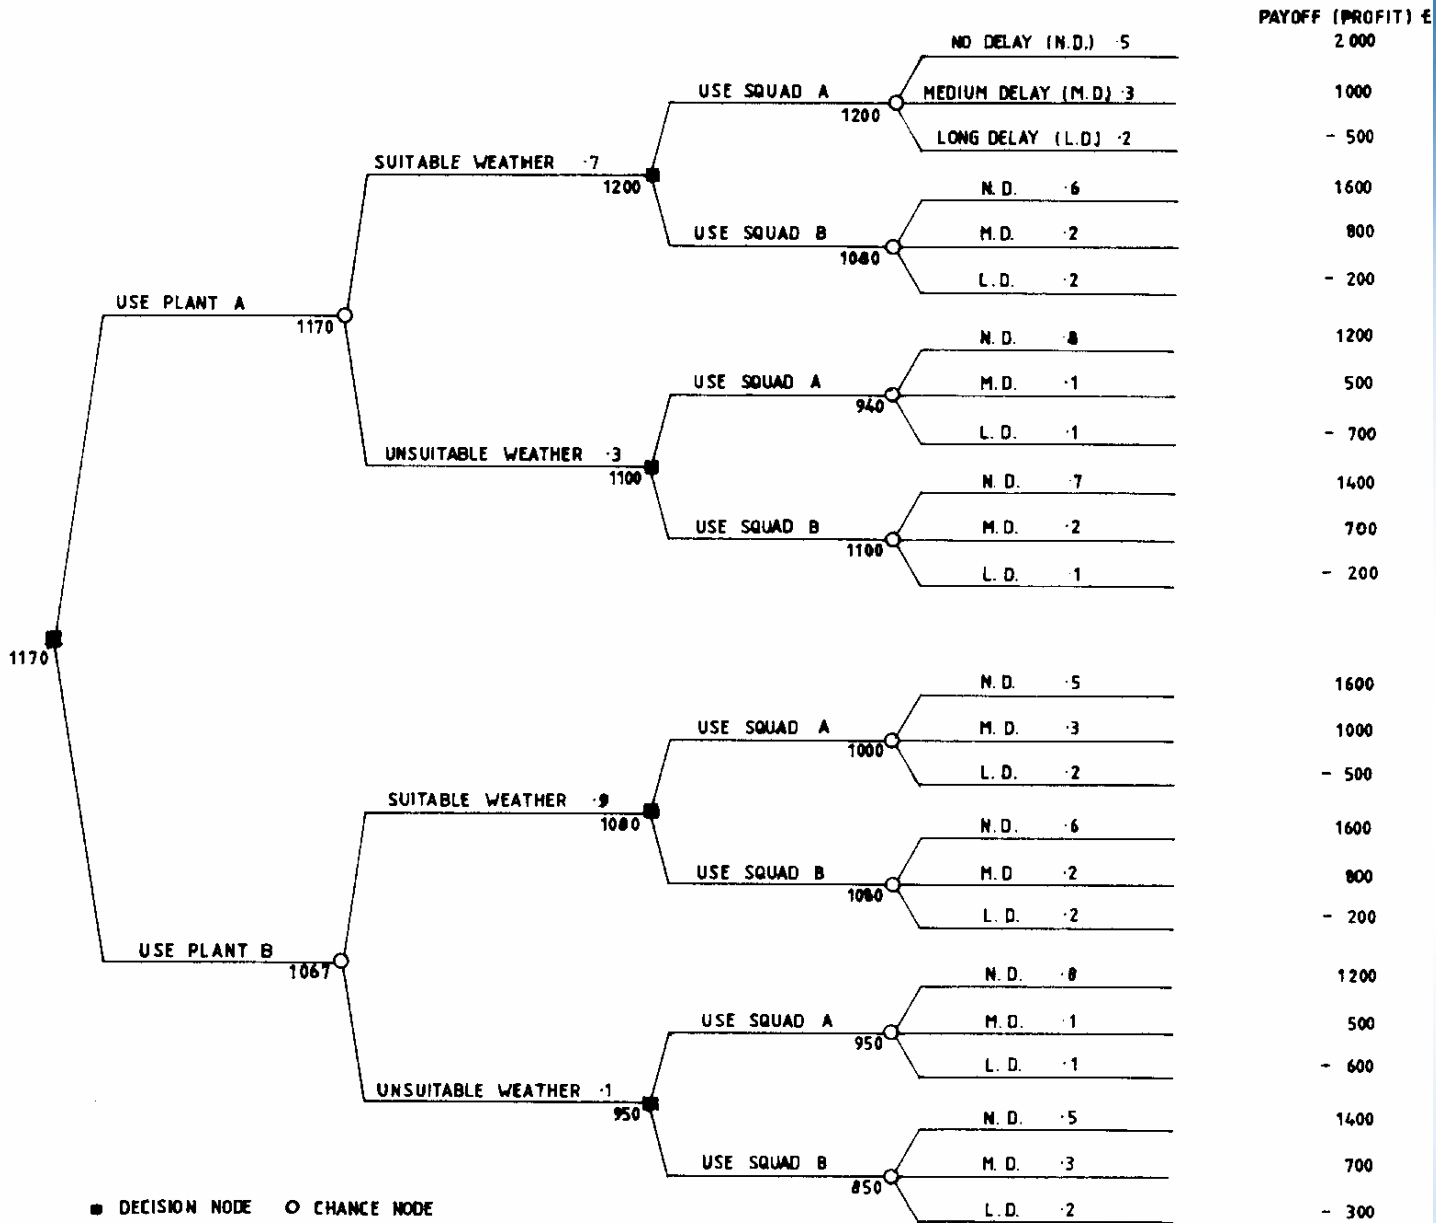 PAYOFF (PROFIT) £
NO DELAY (N.D.) ·5 2 000
USE SQUAD A MEDIUM DELAY (M.D) ·3 1000
1200
LONG DELAY (L.D) ·2 - 500
SUITABLE WEATHER ·7
1200
N. D. ·6 1600
USE SQUAD B M.D. ·2 800
1080
L.D. ·2 - 200
USE PLANT A
1170
N. D. ·8 1200
USE SQUAD A M.D. ·1 500
940
L. D. ·1 - 700
UNSUITABLE WEATHER ·3
1100
N. D. ·7 1400
USE SQUAD B M.D. ·2 700
1100
L. D. ·1 - 200
1170
N. D. ·5 1600
USE SQUAD A M. D. ·3 1000
1000
L. D. ·2 - 500
SUITABLE WEATHER ·9
1080
N. D. ·6 1600
USE SQUAD B M. D ·2 800
1080
L. D. ·2 - 200
USE PLANT B
1067
N. D. ·8 1200
USE SQUAD A M.D. ·1 500
950
L. D. ·1 - 600
UNSUITABLE WEATHER ·1
950
N. D. ·5 1400
USE SQUAD B M. D. ·3 700
850
L. D. ·2 - 300
DECISION NODE CHANCE NODE